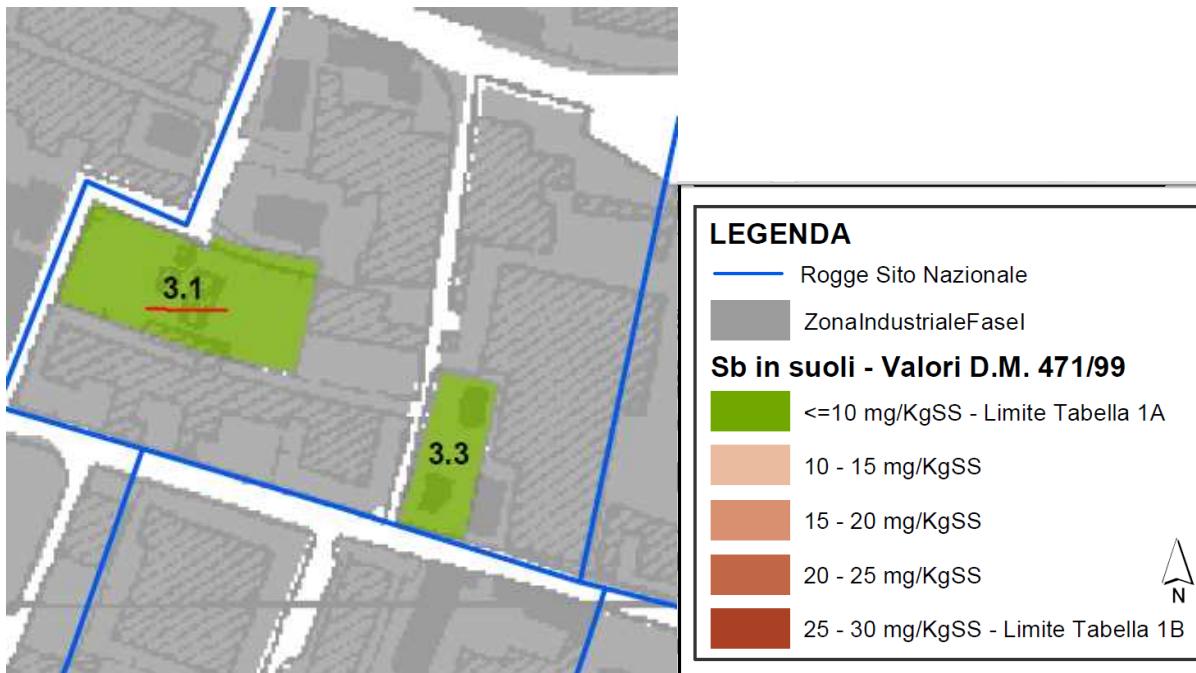 3.1
3.3
LEGENDA
Rogge Sito Nazionale
ZonaIndustrialeFaseI
Sb in suoli - Valori D.M. 471/99
<=10 mg/KgSS - Limite Tabella 1A
10 - 15 mg/KgSS
15 - 20 mg/KgSS
20 - 25 mg/KgSS
25 - 30 mg/KgSS - Limite Tabella 1B
N